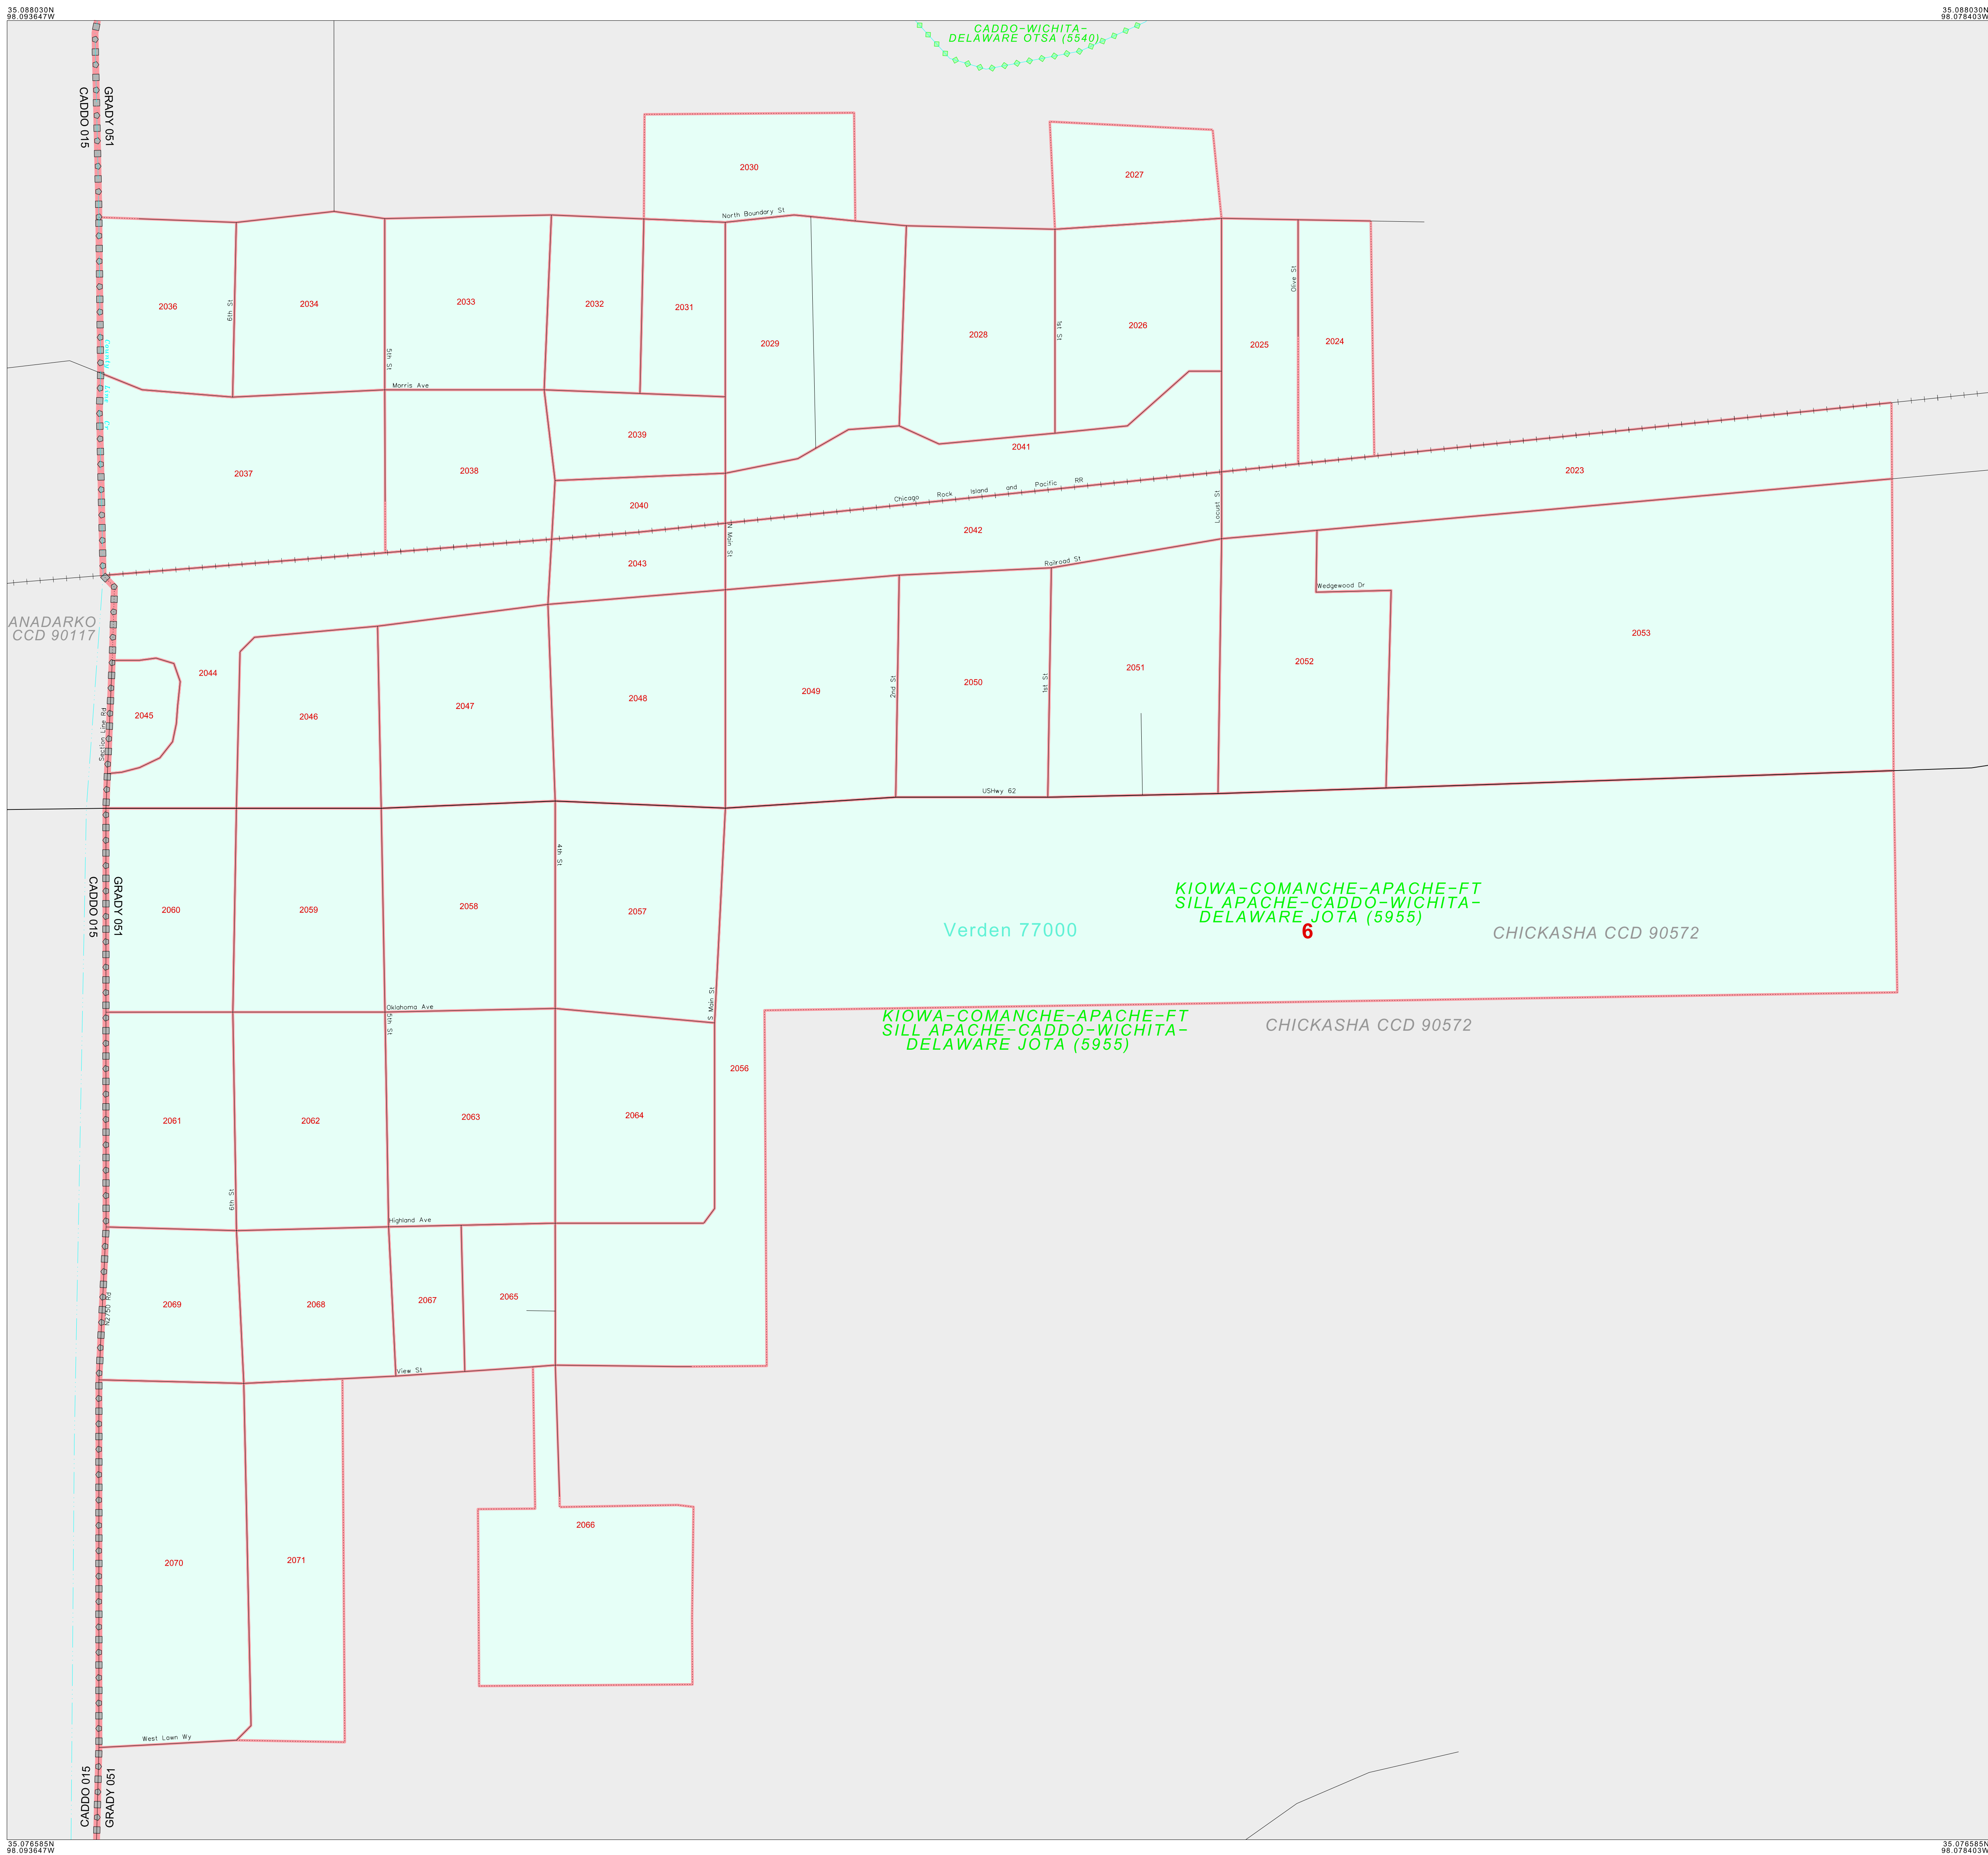 35.088030N
98.093647W
35.088030N
98.078403W
CADDO-WICHITA-
DELAWARE OTSA (5540)
CADDO 015
GRADY 051
2030
2027
North Boundary St
2036
6th St
2034
2033
2032
2031
2029
2028
1st St
2026
2025
Olive St
2024
5th St
Morris Ave
2037
2038
2039
2041
2023
2040
Chicago Rock Island and Pacific RR
Locust St
2042
N Main St
2043
Railroad St
Wedgewood Dr
ANADARKO
CCD 90117
2044
2045
Section Line Rd
2046
2047
2048
2049
2nd St
2050
1st St
2051
2052
2053
USHwy 62
CADDO 015
GRADY 051
2060
2059
2058
4th St
2057
Verden 77000
KIOWA-COMANCHE-APACHE-FT
SILL APACHE-CADDO-WICHITA-
DELAWARE JOTA (5955)
6
CHICKASHA CCD 90572
S Main St
Oklahoma Ave
5th St
KIOWA-COMANCHE-APACHE-FT
SILL APACHE-CADDO-WICHITA-
DELAWARE JOTA (5955)
CHICKASHA CCD 90572
2056
2061
2062
2063
2064
6th St
Highland Ave
N2750 Rd
2069
2068
2067
2065
View St
2066
2070
2071
West Lawn Wy
CADDO 015
GRADY 051
35.076585N
98.093647W
35.076585N
98.078403W